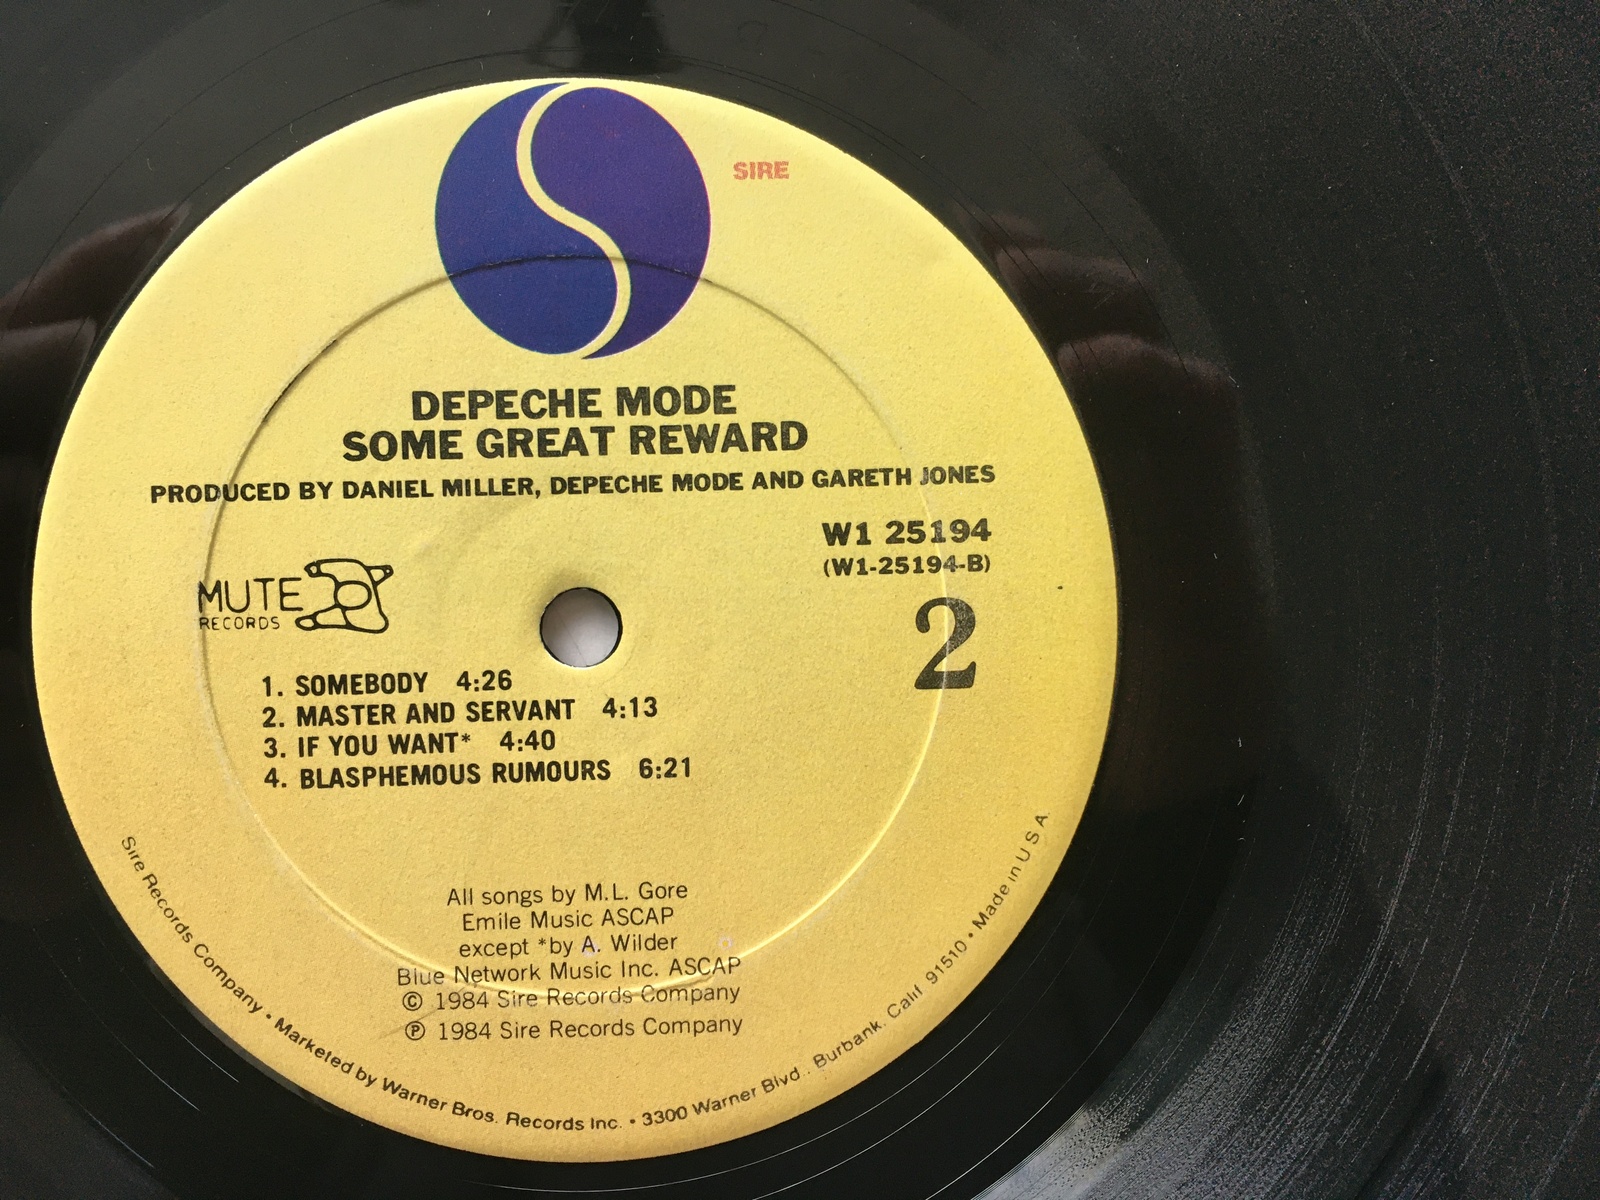 SIRE
DEPECHE MODE
SOME GREAT REWARD
PRODUCED BY DANIEL MILLER, DEPECHE MODE AND GARETH JONES
W1 25194
(W1-25194-B)
MUTE
RECORDS
2
1. SOMEBODY 4:26
2. MASTER AND SERVANT 4:13
3. IF YOU WANT* 4:40
4. BLASPHEMOUS RUMOURS 6:21
All songs by M.L. Gore
Emile Music ASCAP
except *by A. Wilder
Blue Network Music Inc. ASCAP
© 1984 Sire Records Company
℗ 1984 Sire Records Company
Sire Records Company • Marketed by Warner Bros. Records Inc. • 3300 Warner Blvd., Burbank, Calif. 91510 • Made in U S A.